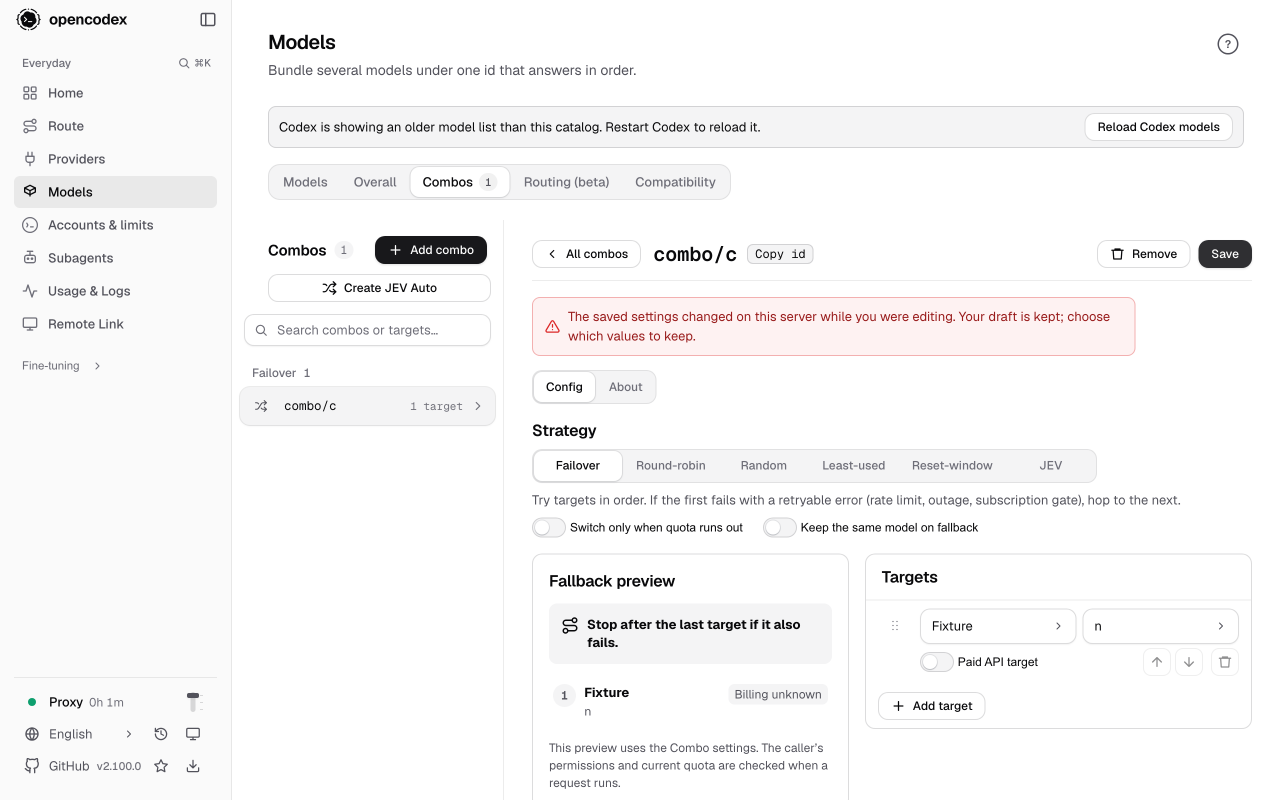 opencodex
Everyday
⌘K
Home
Route
Providers
Models
Accounts & limits
Subagents
Usage & Logs
Remote Link
Fine-tuning
Proxy 0h 1m
English
GitHub v2.100.0
Models
?
Bundle several models under one id that answers in order.
Codex is showing an older model list than this catalog. Restart Codex to reload it.
Reload Codex models
Models Overall Combos 1 Routing (beta) Compatibility
Combos 1 Add combo
Create JEV Auto
Search combos or targets...
Failover 1
combo/c 1 target
All combos combo/c Copy id Remove Save
The saved settings changed on this server while you were editing. Your draft is kept; choose
which values to keep.
Config About
Strategy
Failover Round-robin Random Least-used Reset-window JEV
Try targets in order. If the first fails with a retryable error (rate limit, outage, subscription gate), hop to the next.
Switch only when quota runs out Keep the same model on fallback
Fallback preview
Stop after the last target if it also
fails.
1 Fixture Billing unknown
n
This preview uses the Combo settings. The caller's
permissions and current quota are checked when a
request runs.
Targets
Fixture n
Paid API target
Add target